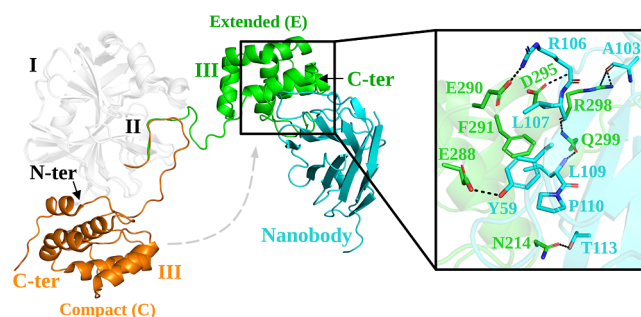 Extended (E)
I
III
C-ter
II
N-ter
Nanobody
C-ter
III
Compact (C)
R106
A103
D295
E290
R298
L107
F291
Q299
E288
L109
Y59
P110
N214
T113